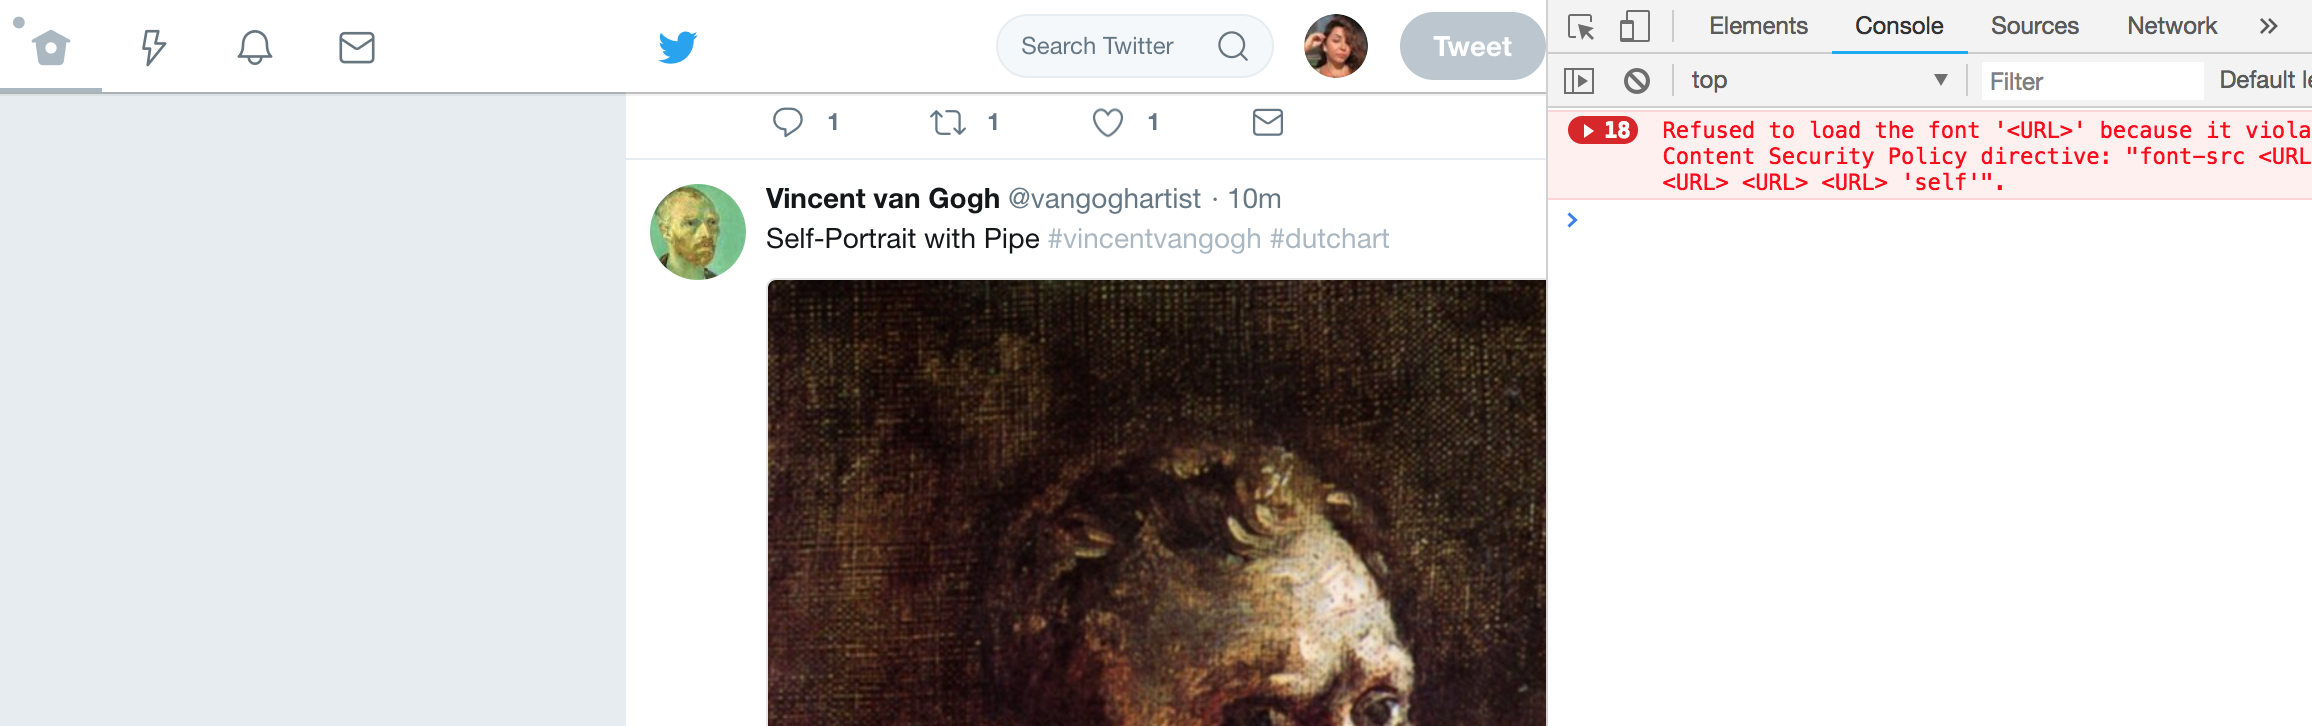 Search Twitter
Tweet
1 1 1
Vincent van Gogh @vangoghartist · 10m
Self-Portrait with Pipe #vincentvangogh #dutchart
Elements Console Sources Network »
top ▼ Filter Default
18 Refused to load the font '<URL>' because it viola
Content Security Policy directive: "font-src <URL
<URL> <URL> <URL> 'self'".
>